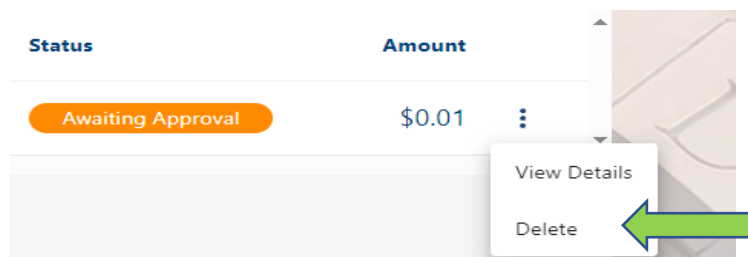 Status Amount
Awaiting Approval $0.01
View Details
Delete